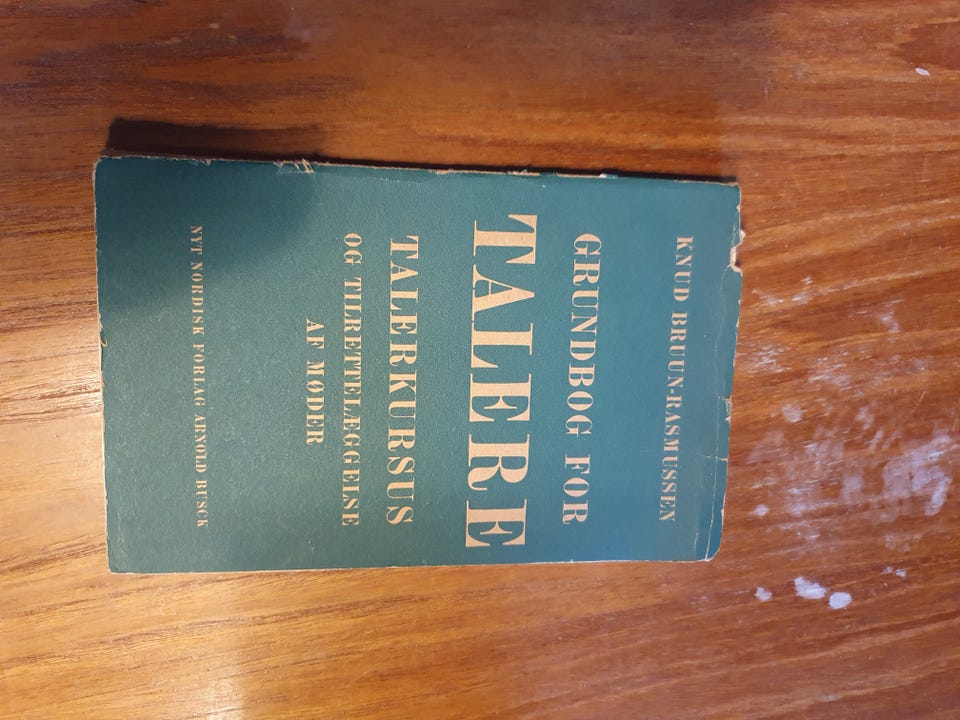 KNUD BRUUN-RASMUSSEN
GRUNDBOG FOR
TALERE
TALERKURSUS
OG TILRETTELÆGGELSE
AF MØDER
NYT NORDISK FORLAG ARNOLD BUSCK